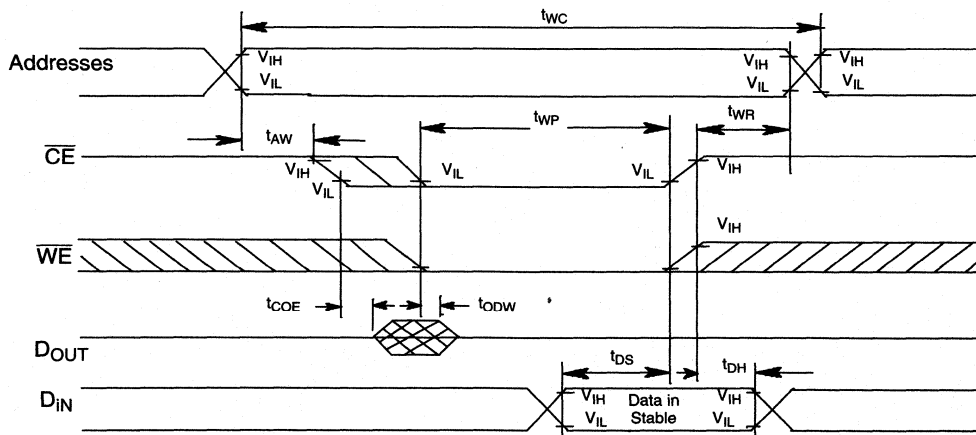 tWC
Addresses
VIH
VIL
VIH
VIL
VIH
VIL
tAW
tWP
tWR
CE
VIH
VIL
VIL
VIL
VIH
WE
VIH
tCOE
tODW
DOUT
tDS
tDH
DIN
VIH
VIL
Data in
Stable
VIH
VIL